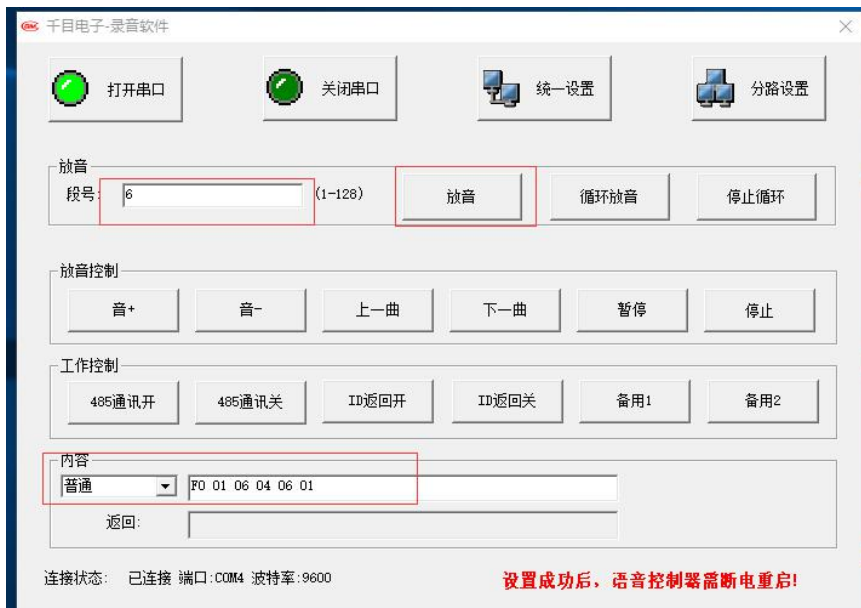 千目电子-录音软件
打开串口 关闭串口 统一设置 分路设置
放音
段号: 6 (1-128) 放音 循环放音 停止循环
放音控制
音+ 音- 上一曲 下一曲 暂停 停止
工作控制
485通讯开 485通讯关 ID返回开 ID返回关 备用1 备用2
内容
普通 F0 01 06 04 06 01
返回:
连接状态: 已连接 端口:COM4 波特率:9600 设置成功后，语音控制器需断电重启!